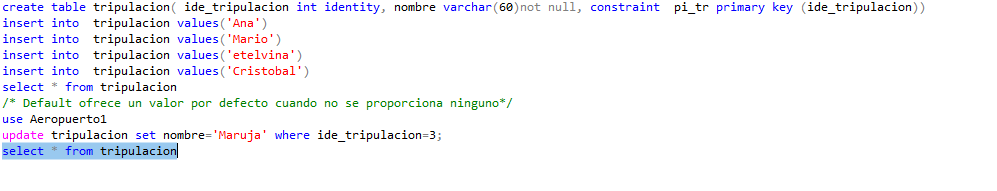 create table tripulacion( ide_tripulacion int identity, nombre varchar(60)not null, constraint  pi_tr primary key (ide_tripulacion))
insert into  tripulacion values('Ana')
insert into  tripulacion values('Mario')
insert into  tripulacion values('etelvina')
insert into  tripulacion values('Cristobal')
select * from tripulacion
/* Default ofrece un valor por defecto cuando no se proporciona ninguno*/
use Aeropuerto1
update tripulacion set nombre='Maruja' where ide_tripulacion=3;
select * from tripulacion